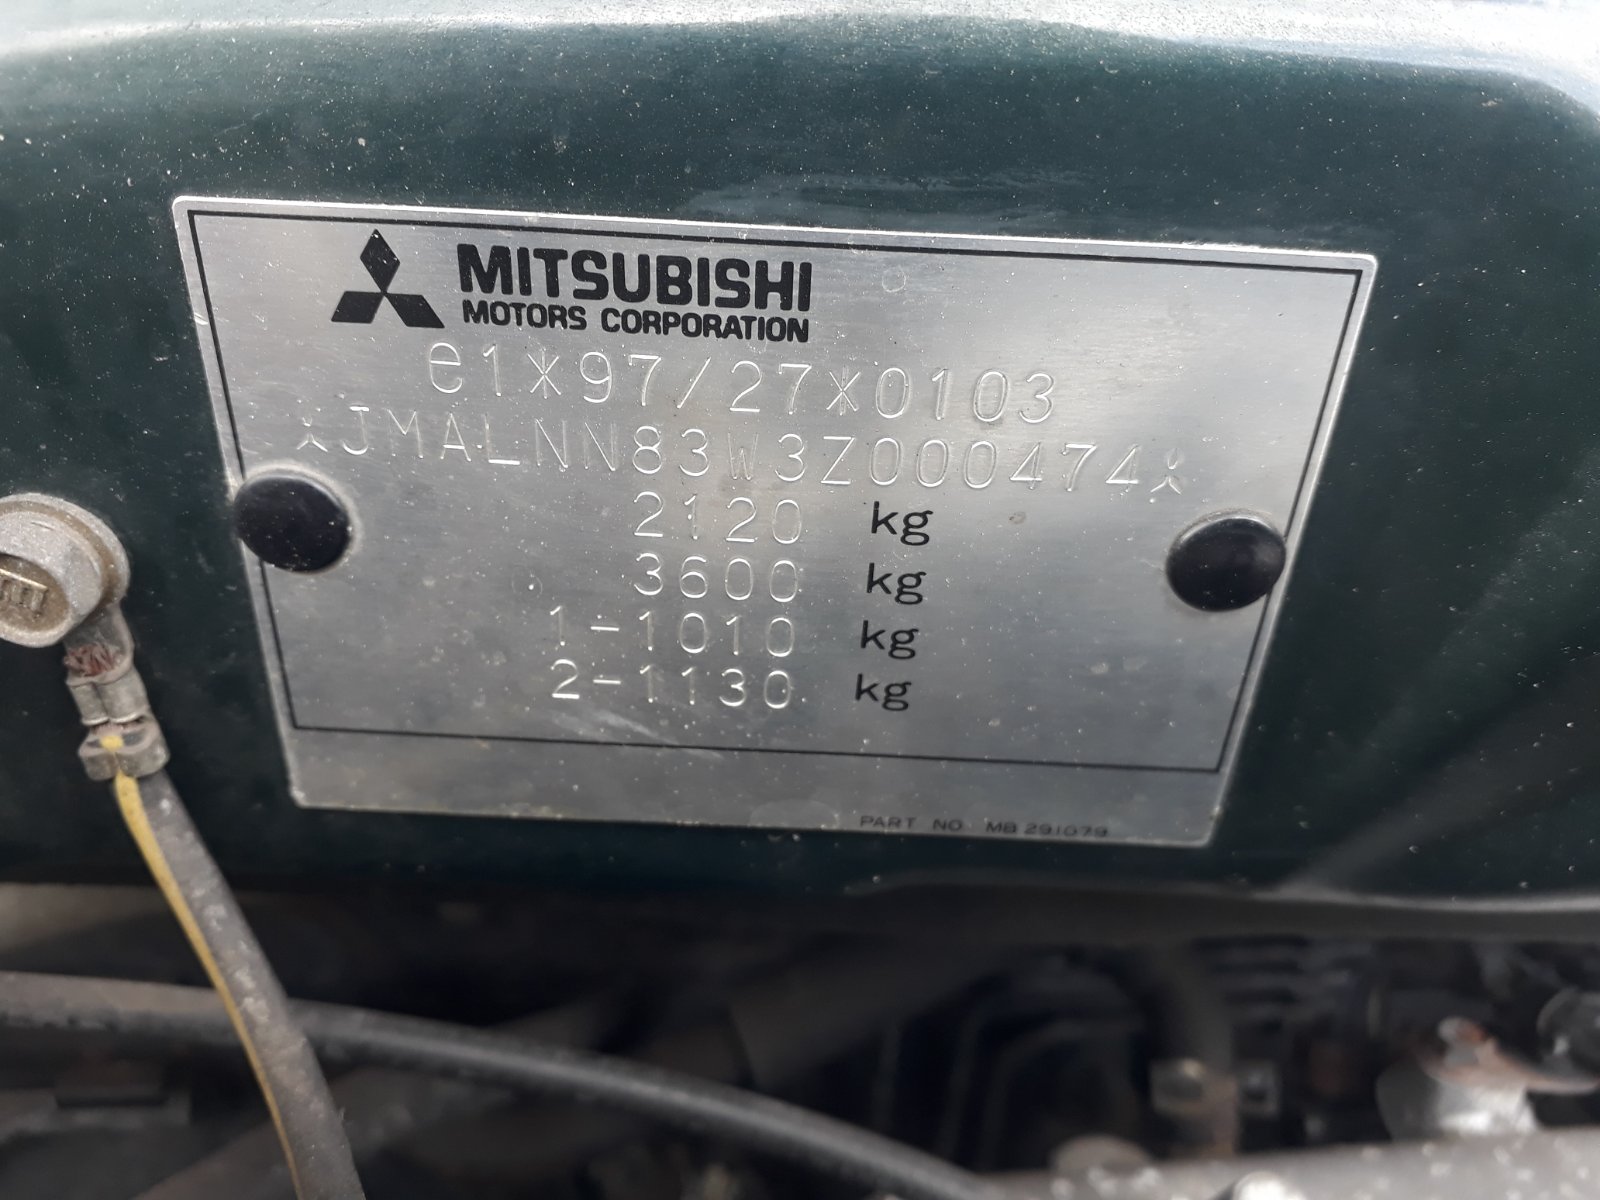 MITSUBISHI
MOTORS CORPORATION
e1*97/27*0103
*JMALNN83W3Z000474*
2120 kg
3600 kg
1-1010 kg
2-1130 kg
PART NO. MB 291079